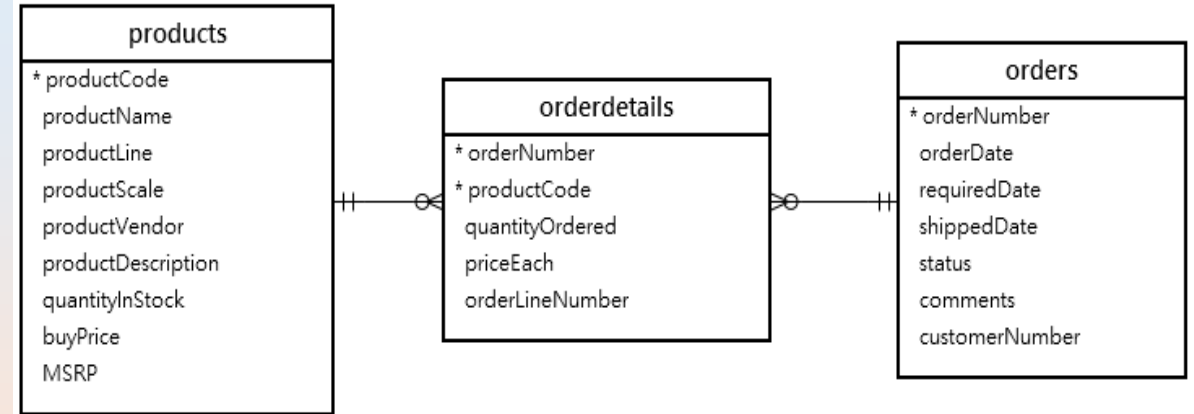 products
* productCode
productName
productLine
productScale
productVendor
productDescription
quantityInStock
buyPrice
MSRP
orderdetails
* orderNumber
* productCode
quantityOrdered
priceEach
orderLineNumber
orders
* orderNumber
orderDate
requiredDate
shippedDate
status
comments
customerNumber